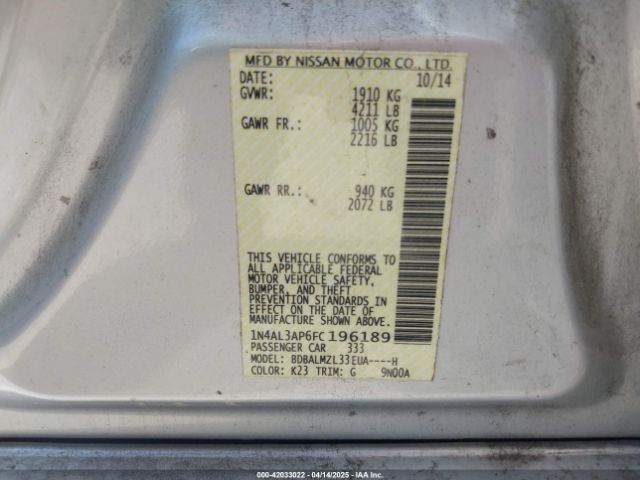 MFD BY NISSAN MOTOR CO., LTD.
DATE: 10/14
GVWR: 1910 KG
4211 LB
GAWR FR.: 1005 KG
2216 LB
GAWR RR.: 940 KG
2072 LB
THIS VEHICLE CONFORMS TO
ALL APPLICABLE FEDERAL
MOTOR VEHICLE SAFETY,
BUMPER, AND THEFT
PREVENTION STANDARDS IN
EFFECT ON THE DATE OF
MANUFACTURE SHOWN ABOVE.
1N4AL3AP6FC196189
PASSENGER CAR 333
MODEL: BDBALMZL33EUA----H
COLOR: K23 TRIM: G 9N00A
000-42033022 - 04/14/2025 - IAA Inc.